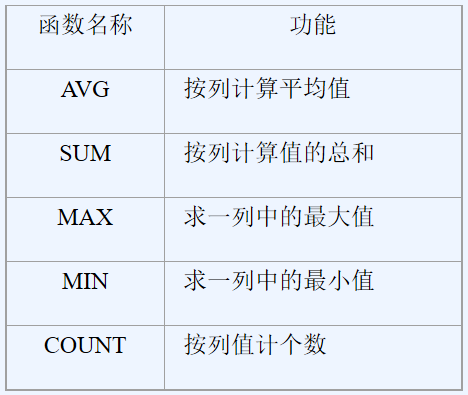 函数名称 功能
AVG 按列计算平均值
SUM 按列计算值的总和
MAX 求一列中的最大值
MIN 求一列中的最小值
COUNT 按列值计个数